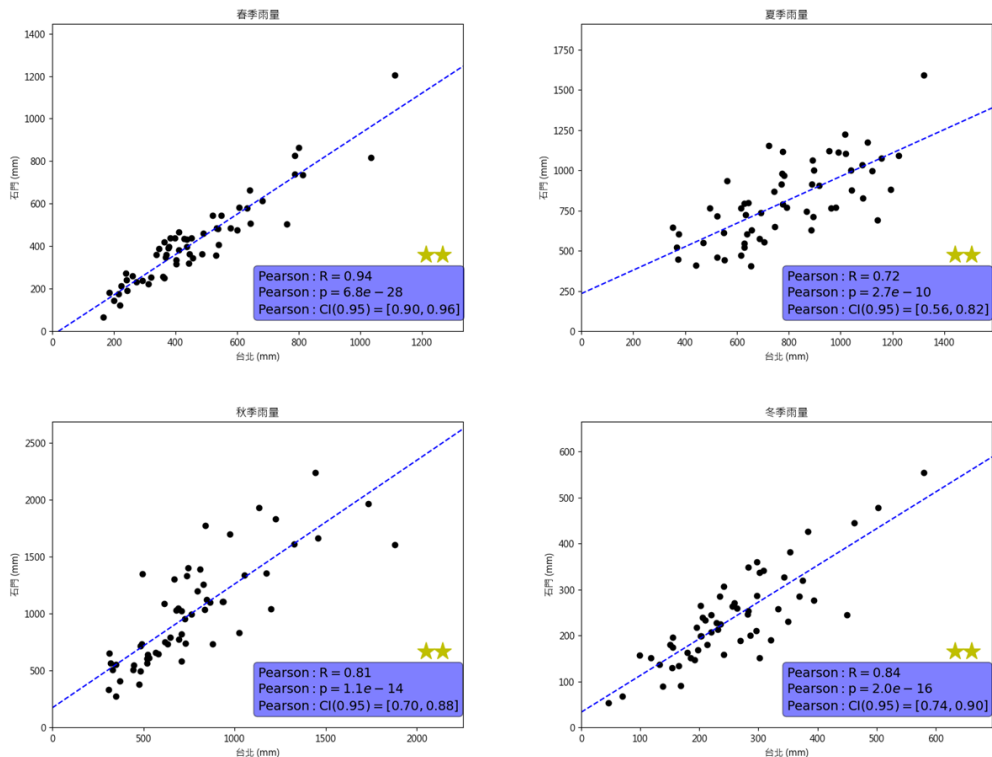 春季雨量
1400
1200
1000
800
600
400
200
0
石門 (mm)
★★
Pearson : R = 0.94
Pearson : p = 6.8e − 28
Pearson : CI(0.95) = [0.90, 0.96]
0 200 400 600 800 1000 1200
台北 (mm)
夏季雨量
1750
1500
1250
1000
750
500
250
0
石門 (mm)
★★
Pearson : R = 0.72
Pearson : p = 2.7e − 10
Pearson : CI(0.95) = [0.56, 0.82]
0 200 400 600 800 1000 1200 1400
台北 (mm)
秋季雨量
2500
2000
1500
1000
500
0
石門 (mm)
★★
Pearson : R = 0.81
Pearson : p = 1.1e − 14
Pearson : CI(0.95) = [0.70, 0.88]
0 500 1000 1500 2000
台北 (mm)
冬季雨量
600
500
400
300
200
100
0
石門 (mm)
★★
Pearson : R = 0.84
Pearson : p = 2.0e − 16
Pearson : CI(0.95) = [0.74, 0.90]
0 100 200 300 400 500 600
台北 (mm)